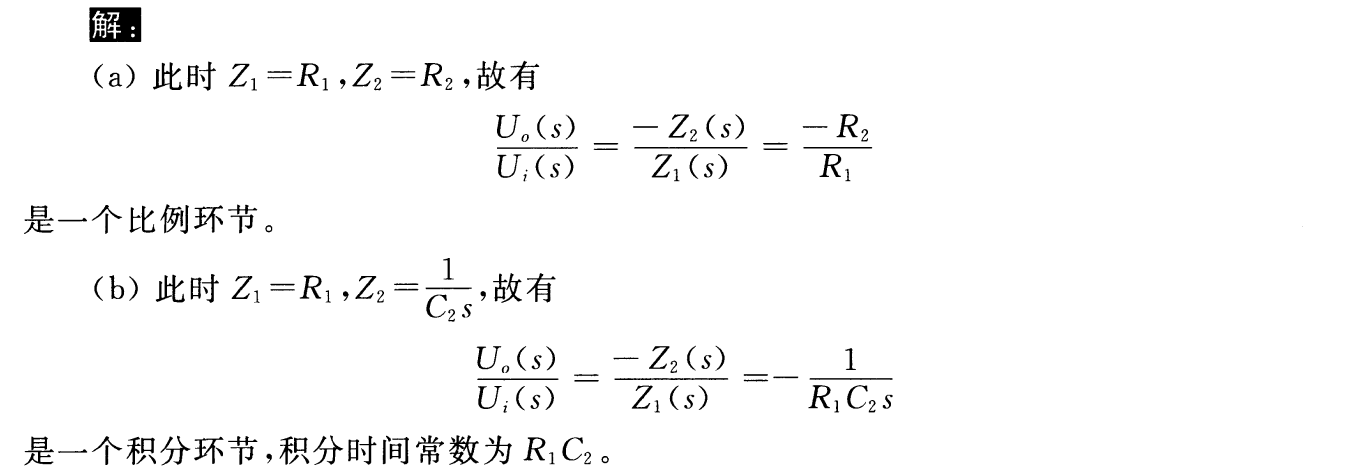 解：
（a）此时 Z₁＝R₁，Z₂＝R₂，故有
Uₒ(s)/Uᵢ(s) ＝ －Z₂(s)/Z₁(s) ＝ －R₂/R₁
是一个比例环节。
（b）此时 Z₁＝R₁，Z₂＝1/C₂s，故有
Uₒ(s)/Uᵢ(s) ＝ －Z₂(s)/Z₁(s) ＝－ 1/R₁C₂s
是一个积分环节，积分时间常数为 R₁C₂。